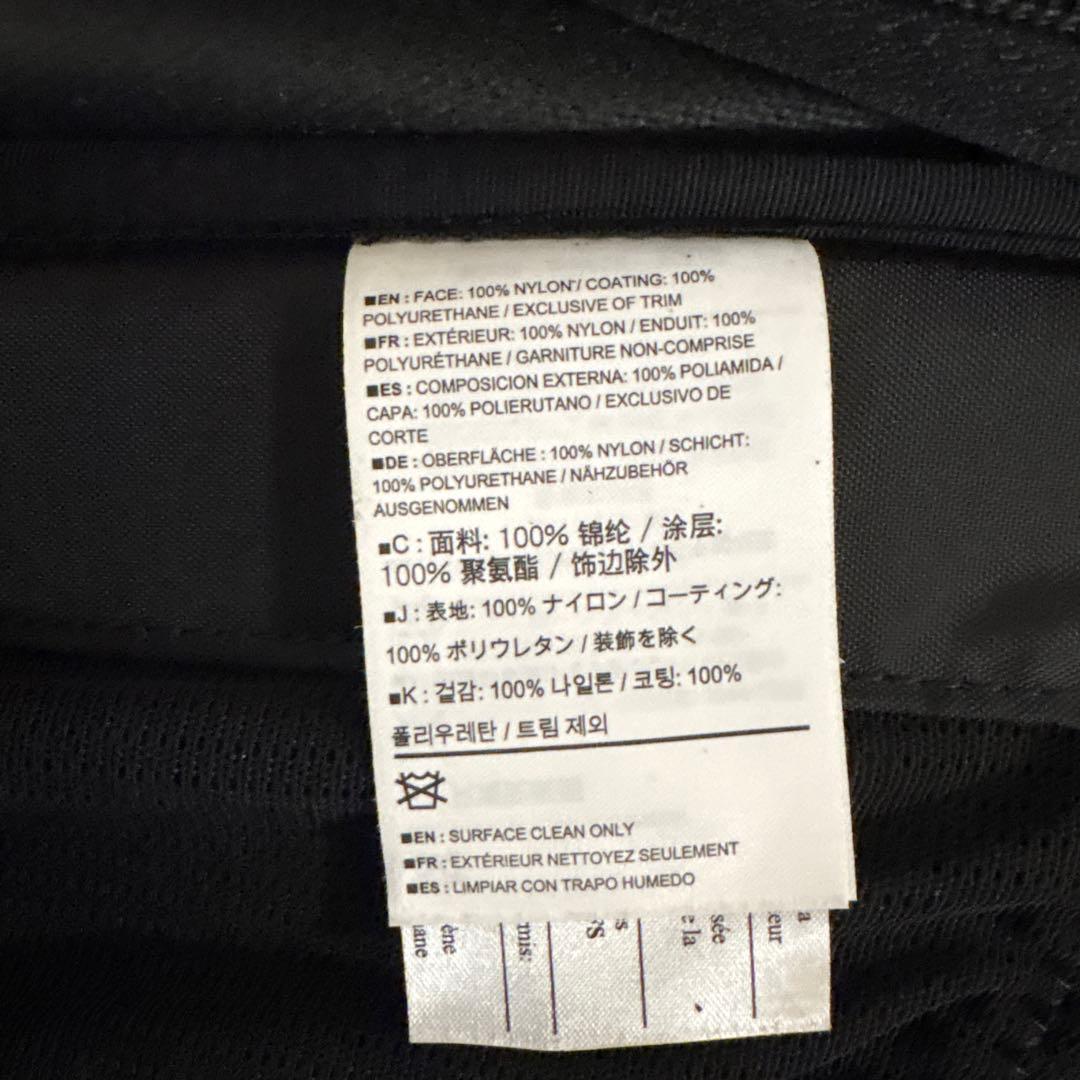 ■EN : FACE: 100% NYLON / COATING: 100%
POLYURETHANE / EXCLUSIVE OF TRIM
■FR : EXTÉRIEUR: 100% NYLON / ENDUIT: 100%
POLYURÉTHANE / GARNITURE NON-COMPRISE
■ES : COMPOSICION EXTERNA: 100% POLIAMIDA /
CAPA: 100% POLIERUTANO / EXCLUSIVO DE
CORTE
■DE : OBERFLÄCHE : 100% NYLON / SCHICHT:
100% POLYURETHANE / NÄHZUBEHÖR
AUSGENOMMEN
■C : 面料: 100% 锦纶 / 涂层:
100% 聚氨酯 / 饰边除外
■J : 表地: 100% ナイロン / コーティング:
100% ポリウレタン / 装飾を除く
■K : 겉감: 100% 나일론 / 코팅: 100%
폴리우레탄 / 트림 제외
■EN : SURFACE CLEAN ONLY
■FR : EXTÉRIEUR NETTOYEZ SEULEMENT
■ES : LIMPIAR CON TRAPO HUMEDO